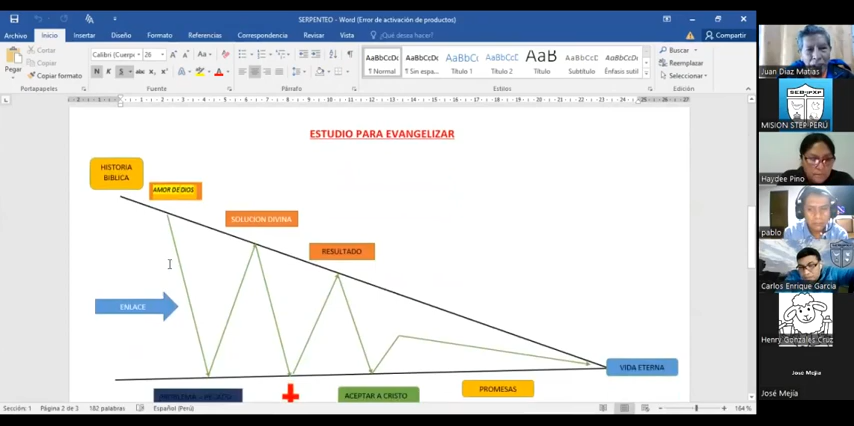 SERPENTEO - Word (Error de activación de productos)
Archivo Inicio Insertar Diseño Formato Referencias Correspondencia Revisar Vista ¿Qué desea hacer? Compartir
Pegar
Cortar
Copiar
Copiar formato
Portapapeles
Calibri (Cuerpo 26
Fuente
Párrafo
AaBbCcDc AaBbCcDc AaBbC AaBbCcC AaB AaBbCcD AaBbCcDc
¶ Normal ¶ Sin espa... Título 1 Título 2 Título Subtítulo Énfasis sutil
Estilos
Buscar
Reemplazar
Seleccionar
Edición
ESTUDIO PARA EVANGELIZAR
HISTORIA
BIBLICA
AMOR DE DIOS
SOLUCION DIVINA
RESULTADO
ENLACE
VIDA ETERNA
PROMESAS
ACEPTAR A CRISTO
Sección: 1 Página 2 de 3 182 palabras Español (Perú) 164 %
Juan Diaz Matias
MISION STEP PERÚ
Haydee Pino
pablo
Carlos Enrique Garcia
Henry Gonzales Cruz
José Mejía
José Mejía